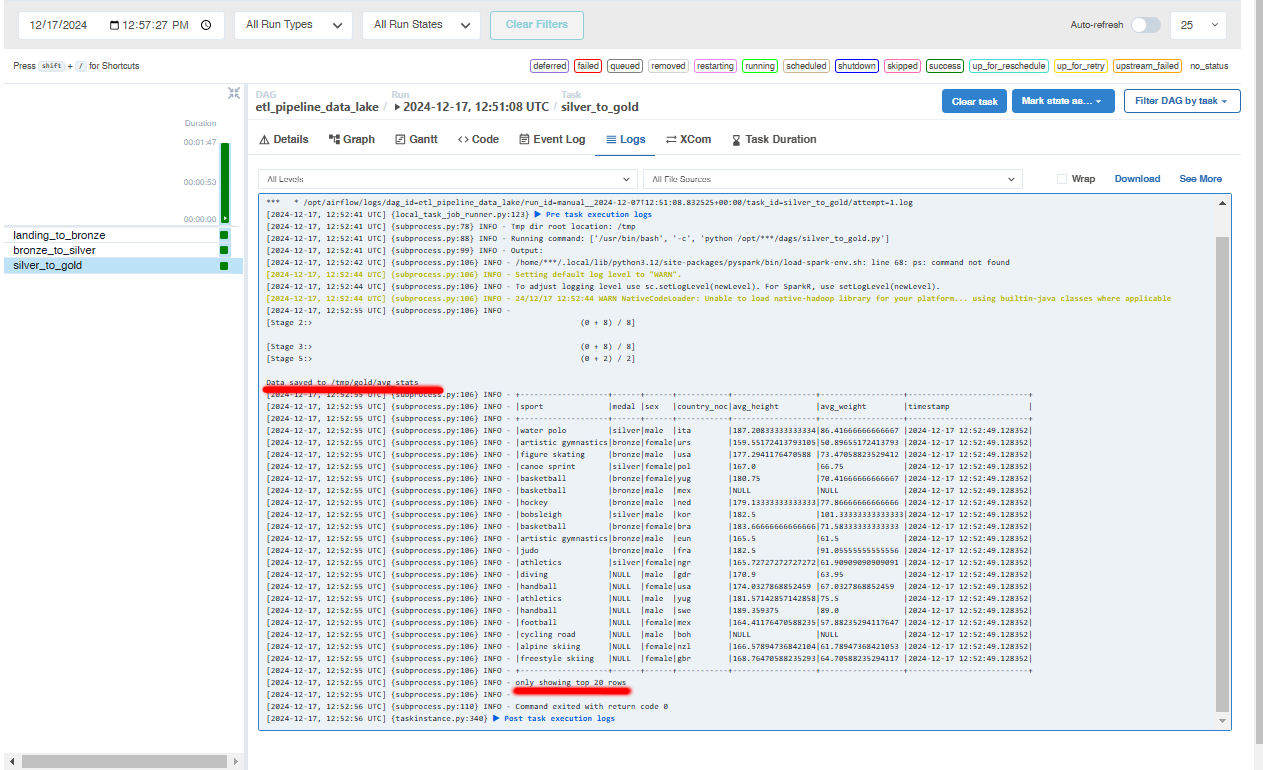 12/17/2024 12:57:27 PM All Run Types All Run States Clear Filters Auto-refresh 25
Press shift + / for Shortcuts deferred failed queued removed restarting running scheduled shutdown skipped success up_for_reschedule up_for_retry upstream_failed no_status
DAG Run Task
etl_pipeline_data_lake / 2024-12-17, 12:51:08 UTC / silver_to_gold Clear task Mark state as... Filter DAG by task
Duration
00:01:47
00:00:53
00:00:00
landing_to_bronze
bronze_to_silver
silver_to_gold
Details Graph Gantt Code Event Log Logs XCom Task Duration
All Levels All File Sources Wrap Download See More
*** * /opt/airflow/logs/dag_id=etl_pipeline_data_lake/run_id=manual__2024-12-07T12:51:08.832525+00:00/task_id=silver_to_gold/attempt=1.log
[2024-12-17, 12:52:41 UTC] {local_task_job_runner.py:123} ▶ Pre task execution logs
[2024-12-17, 12:52:41 UTC] {subprocess.py:78} INFO - Tmp dir root location: /tmp
[2024-12-17, 12:52:41 UTC] {subprocess.py:88} INFO - Running command: ['/usr/bin/bash', '-c', 'python /opt/***/dags/silver_to_gold.py']
[2024-12-17, 12:52:41 UTC] {subprocess.py:99} INFO - Output:
[2024-12-17, 12:52:42 UTC] {subprocess.py:106} INFO - /home/***/.local/lib/python3.12/site-packages/pyspark/bin/load-spark-env.sh: line 68: ps: command not found
[2024-12-17, 12:52:44 UTC] {subprocess.py:106} INFO - Setting default log level to "WARN".
[2024-12-17, 12:52:44 UTC] {subprocess.py:106} INFO - To adjust logging level use sc.setLogLevel(newLevel). For SparkR, use setLogLevel(newLevel).
[2024-12-17, 12:52:44 UTC] {subprocess.py:106} INFO - 24/12/17 12:52:44 WARN NativeCodeLoader: Unable to load native-hadoop library for your platform... using builtin-java classes where applicable
[2024-12-17, 12:52:55 UTC] {subprocess.py:106} INFO -
[Stage 2:> (0 + 8) / 8]
[Stage 3:> (0 + 8) / 8]
[Stage 5:> (0 + 2) / 2]
Data saved to /tmp/gold/avg_stats
[2024-12-17, 12:52:55 UTC] {subprocess.py:106} INFO - +--------------------+------+------+-----------+------------------+------------------+--------------------------+
[2024-12-17, 12:52:55 UTC] {subprocess.py:106} INFO - |sport |medal |sex |country_noc|avg_height |avg_weight |timestamp |
[2024-12-17, 12:52:55 UTC] {subprocess.py:106} INFO - +--------------------+------+------+-----------+------------------+------------------+--------------------------+
[2024-12-17, 12:52:55 UTC] {subprocess.py:106} INFO - |water polo |silver|male |ita |187.20833333333334|86.41666666666667 |2024-12-17 12:52:49.128352|
[2024-12-17, 12:52:55 UTC] {subprocess.py:106} INFO - |artistic gymnastics|bronze|female|urs |159.55172413793105|50.89655172413793 |2024-12-17 12:52:49.128352|
[2024-12-17, 12:52:55 UTC] {subprocess.py:106} INFO - |figure skating |bronze|male |usa |177.2941176470588 |73.47058823529412 |2024-12-17 12:52:49.128352|
[2024-12-17, 12:52:55 UTC] {subprocess.py:106} INFO - |canoe sprint |silver|female|pol |167.0 |66.75 |2024-12-17 12:52:49.128352|
[2024-12-17, 12:52:55 UTC] {subprocess.py:106} INFO - |basketball |bronze|female|yug |180.75 |70.41666666666667 |2024-12-17 12:52:49.128352|
[2024-12-17, 12:52:55 UTC] {subprocess.py:106} INFO - |basketball |bronze|male |mex |NULL |NULL |2024-12-17 12:52:49.128352|
[2024-12-17, 12:52:55 UTC] {subprocess.py:106} INFO - |hockey |bronze|male |ned |179.13333333333333|77.86666666666666 |2024-12-17 12:52:49.128352|
[2024-12-17, 12:52:55 UTC] {subprocess.py:106} INFO - |bobsleigh |silver|male |kor |182.5 |101.33333333333333|2024-12-17 12:52:49.128352|
[2024-12-17, 12:52:55 UTC] {subprocess.py:106} INFO - |basketball |bronze|female|bra |183.66666666666666|71.58333333333333 |2024-12-17 12:52:49.128352|
[2024-12-17, 12:52:55 UTC] {subprocess.py:106} INFO - |artistic gymnastics|bronze|male |eun |165.5 |61.5 |2024-12-17 12:52:49.128352|
[2024-12-17, 12:52:55 UTC] {subprocess.py:106} INFO - |judo |bronze|male |fra |182.5 |91.05555555555556 |2024-12-17 12:52:49.128352|
[2024-12-17, 12:52:55 UTC] {subprocess.py:106} INFO - |athletics |silver|female|ngr |165.72727272727272|61.90909090909091 |2024-12-17 12:52:49.128352|
[2024-12-17, 12:52:55 UTC] {subprocess.py:106} INFO - |diving |NULL |male |gdr |170.9 |63.95 |2024-12-17 12:52:49.128352|
[2024-12-17, 12:52:55 UTC] {subprocess.py:106} INFO - |handball |NULL |female|usa |174.0327868852459 |67.0327868852459 |2024-12-17 12:52:49.128352|
[2024-12-17, 12:52:55 UTC] {subprocess.py:106} INFO - |athletics |NULL |male |yug |181.57142857142858|75.5 |2024-12-17 12:52:49.128352|
[2024-12-17, 12:52:55 UTC] {subprocess.py:106} INFO - |handball |NULL |male |swe |189.359375 |89.0 |2024-12-17 12:52:49.128352|
[2024-12-17, 12:52:55 UTC] {subprocess.py:106} INFO - |football |NULL |female|mex |164.41176470588235|57.88235294117647 |2024-12-17 12:52:49.128352|
[2024-12-17, 12:52:55 UTC] {subprocess.py:106} INFO - |cycling road |NULL |male |boh |NULL |NULL |2024-12-17 12:52:49.128352|
[2024-12-17, 12:52:55 UTC] {subprocess.py:106} INFO - |alpine skiing |NULL |female|nzl |166.57894736842104|61.78947368421053 |2024-12-17 12:52:49.128352|
[2024-12-17, 12:52:55 UTC] {subprocess.py:106} INFO - |freestyle skiing |NULL |female|gbr |168.76470588235293|64.70588235294117 |2024-12-17 12:52:49.128352|
[2024-12-17, 12:52:55 UTC] {subprocess.py:106} INFO - +--------------------+------+------+-----------+------------------+------------------+--------------------------+
[2024-12-17, 12:52:55 UTC] {subprocess.py:106} INFO - only showing top 20 rows
[2024-12-17, 12:52:55 UTC] {subprocess.py:106} INFO -
[2024-12-17, 12:52:56 UTC] {subprocess.py:110} INFO - Command exited with return code 0
[2024-12-17, 12:52:56 UTC] {taskinstance.py:340} ▶ Post task execution logs